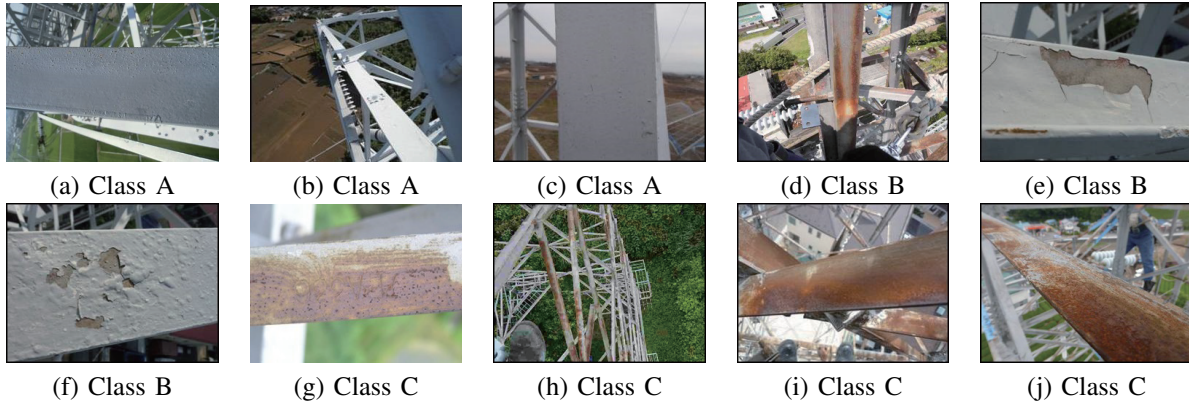 (a) Class A
(b) Class A
(c) Class A
(d) Class B
(e) Class B
(f) Class B
(g) Class C
(h) Class C
(i) Class C
(j) Class C